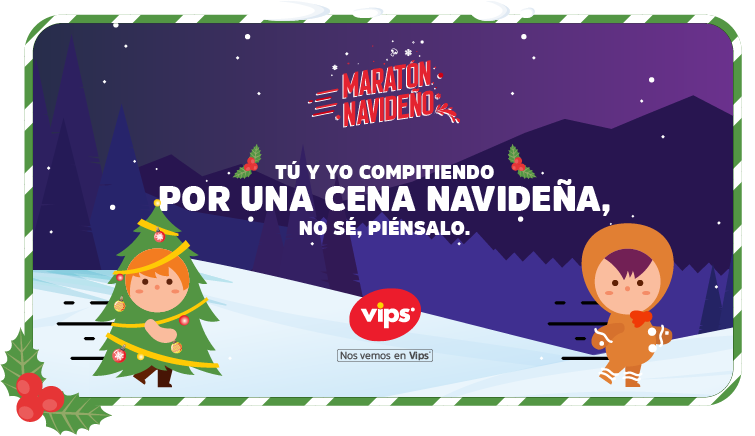 MARATÓN
NAVIDEÑO
TÚ Y YO COMPITIENDO
POR UNA CENA NAVIDEÑA,
NO SÉ, PIÉNSALO.
vips
Nos vemos en Vips